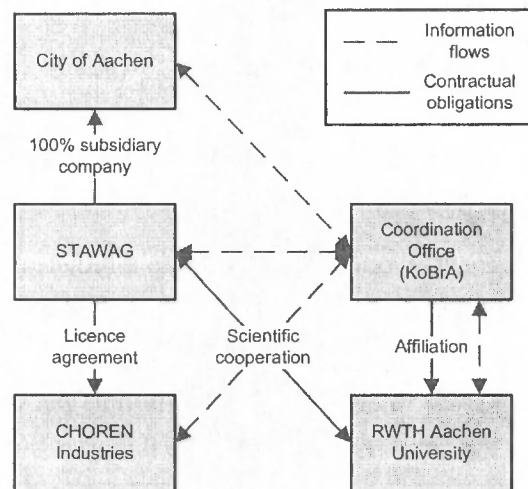 City of Aachen
Information
flows
Contractual
obligations
100% subsidiary
company
STAWAG
Coordination
Office
(KoBrA)
Licence
agreement
Scientific
cooperation
Affiliation
CHOREN
Industries
RWTH Aachen
University